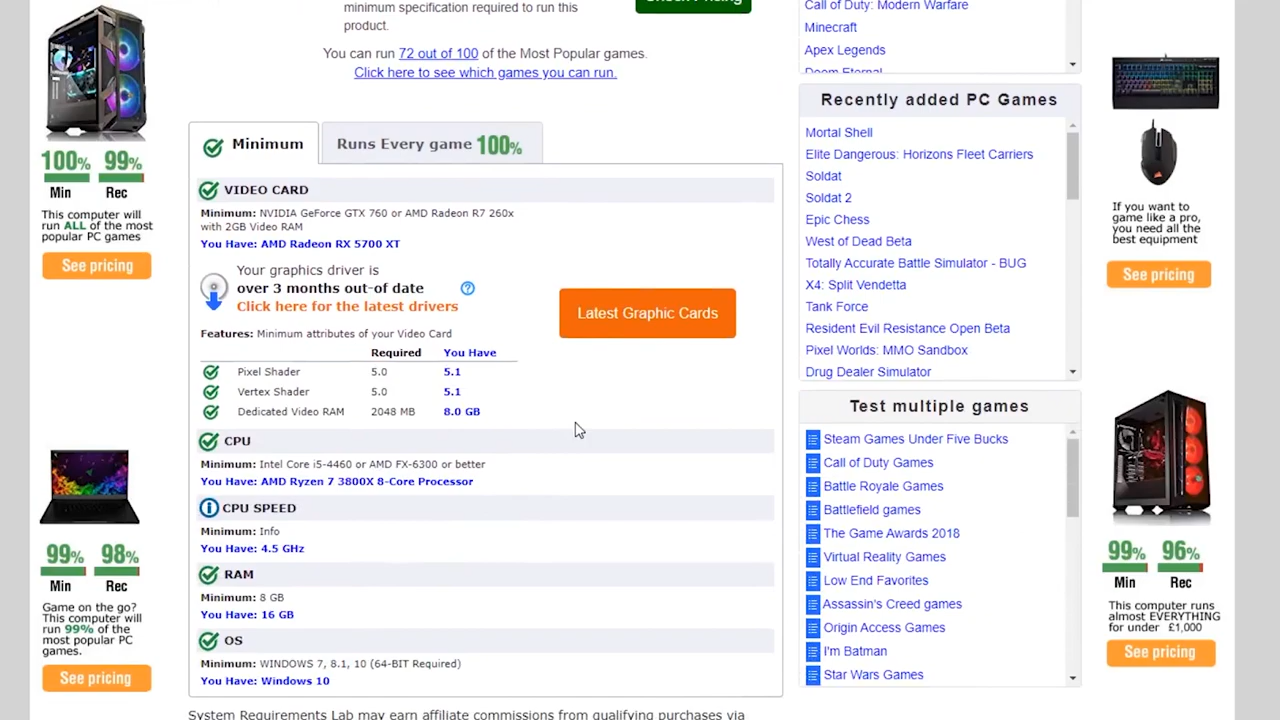 100% 99%
Min Rec
This computer will
run ALL of the most
popular PC games
See pricing
99% 98%
Min Rec
Game on the go?
This computer will
run 99% of the
most popular PC
games.
See pricing
minimum specification required to run this
product.
You can run 72 out of 100 of the Most Popular games.
Click here to see which games you can run.
Minimum
Runs Every game 100%
VIDEO CARD
Minimum: NVIDIA GeForce GTX 760 or AMD Radeon R7 260x
with 2GB Video RAM
You Have: AMD Radeon RX 5700 XT
Your graphics driver is
over 3 months out-of date
Click here for the latest drivers
Latest Graphic Cards
Features: Minimum attributes of your Video Card
Required You Have
Pixel Shader 5.0 5.1
Vertex Shader 5.0 5.1
Dedicated Video RAM 2048 MB 8.0 GB
CPU
Minimum: Intel Core i5-4460 or AMD FX-6300 or better
You Have: AMD Ryzen 7 3800X 8-Core Processor
CPU SPEED
Minimum: Info
You Have: 4.5 GHz
RAM
Minimum: 8 GB
You Have: 16 GB
OS
Minimum: WINDOWS 7, 8.1, 10 (64-BIT Required)
You Have: Windows 10
System Requirements Lab may earn affiliate commissions from qualifying purchases via
Call of Duty: Modern Warfare
Minecraft
Apex Legends
Doom Eternal
Recently added PC Games
Mortal Shell
Elite Dangerous: Horizons Fleet Carriers
Soldat
Soldat 2
Epic Chess
West of Dead Beta
Totally Accurate Battle Simulator - BUG
X4: Split Vendetta
Tank Force
Resident Evil Resistance Open Beta
Pixel Worlds: MMO Sandbox
Drug Dealer Simulator
Test multiple games
Steam Games Under Five Bucks
Call of Duty Games
Battle Royale Games
Battlefield games
The Game Awards 2018
Virtual Reality Games
Low End Favorites
Assassin's Creed games
Origin Access Games
I'm Batman
Star Wars Games
If you want to
game like a pro,
you need all the
best equipment
See pricing
99% 96%
Min Rec
This computer runs
almost EVERYTHING
for under £1,000
See pricing